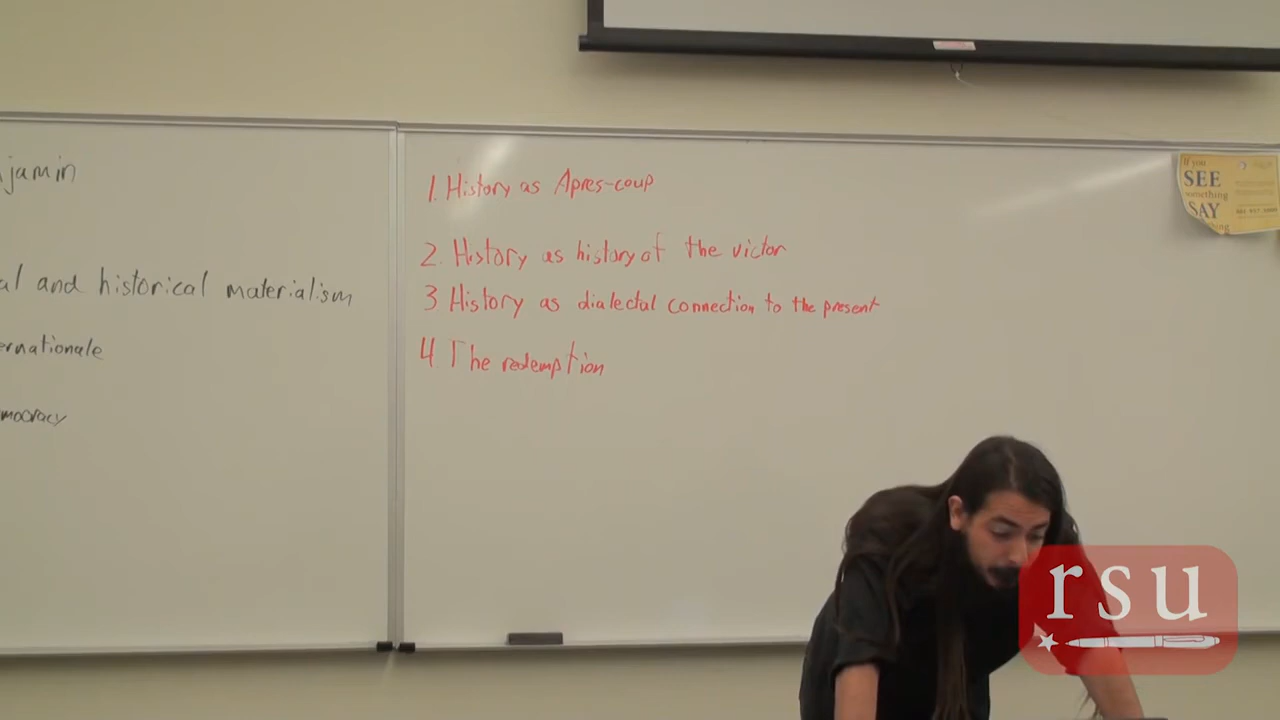 jamin
al and historical materialism
ernationale
mocracy
1. History as Apres-coup
2. History as history of the victor
3 History as dialectal connection to the present
4 The redemption
If you
SEE
something
SAY
rsu